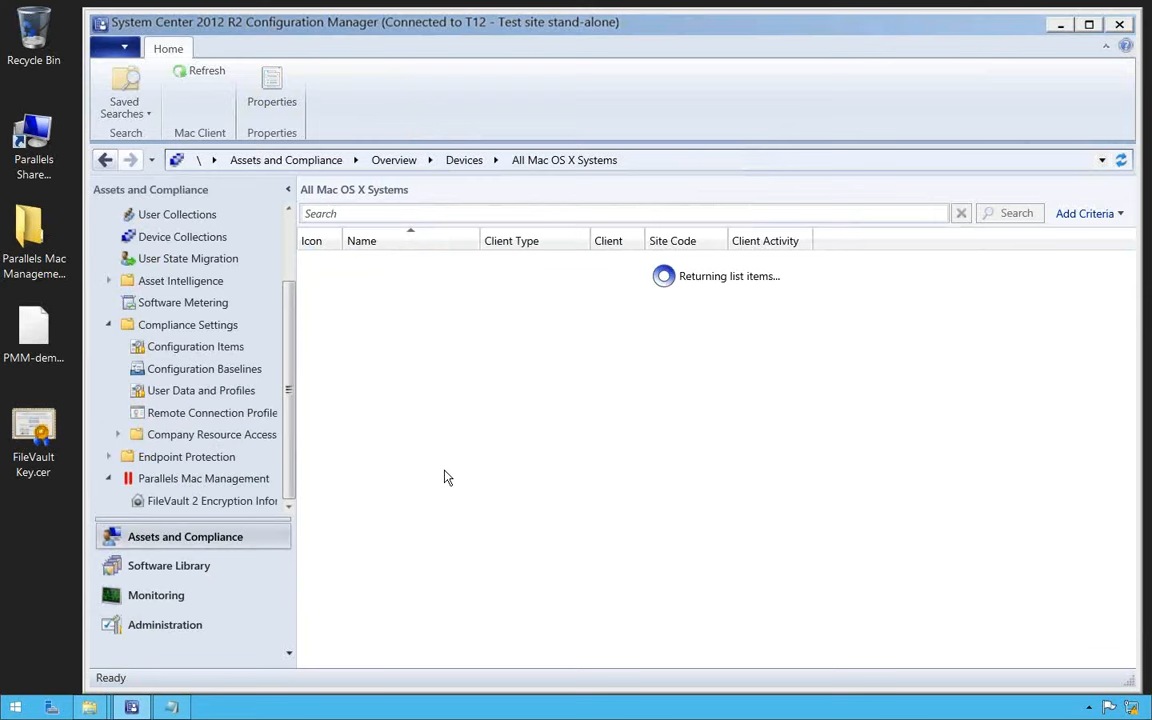 Recycle Bin
Parallels
Share...
Parallels Mac
Manageme...
PMM-dem...
FileVault
Key.cer
System Center 2012 R2 Configuration Manager (Connected to T12 - Test site stand-alone)
Home
Saved
Searches
Search
Refresh
Mac Client
Properties
Properties
\ Assets and Compliance Overview Devices All Mac OS X Systems
Assets and Compliance
User Collections
Device Collections
User State Migration
Asset Intelligence
Software Metering
Compliance Settings
Configuration Items
Configuration Baselines
User Data and Profiles
Remote Connection Profile
Company Resource Access
Endpoint Protection
Parallels Mac Management
FileVault 2 Encryption Infor
Assets and Compliance
Software Library
Monitoring
Administration
All Mac OS X Systems
Search
Search
Add Criteria
Icon Name Client Type Client Site Code Client Activity
Returning list items...
Ready